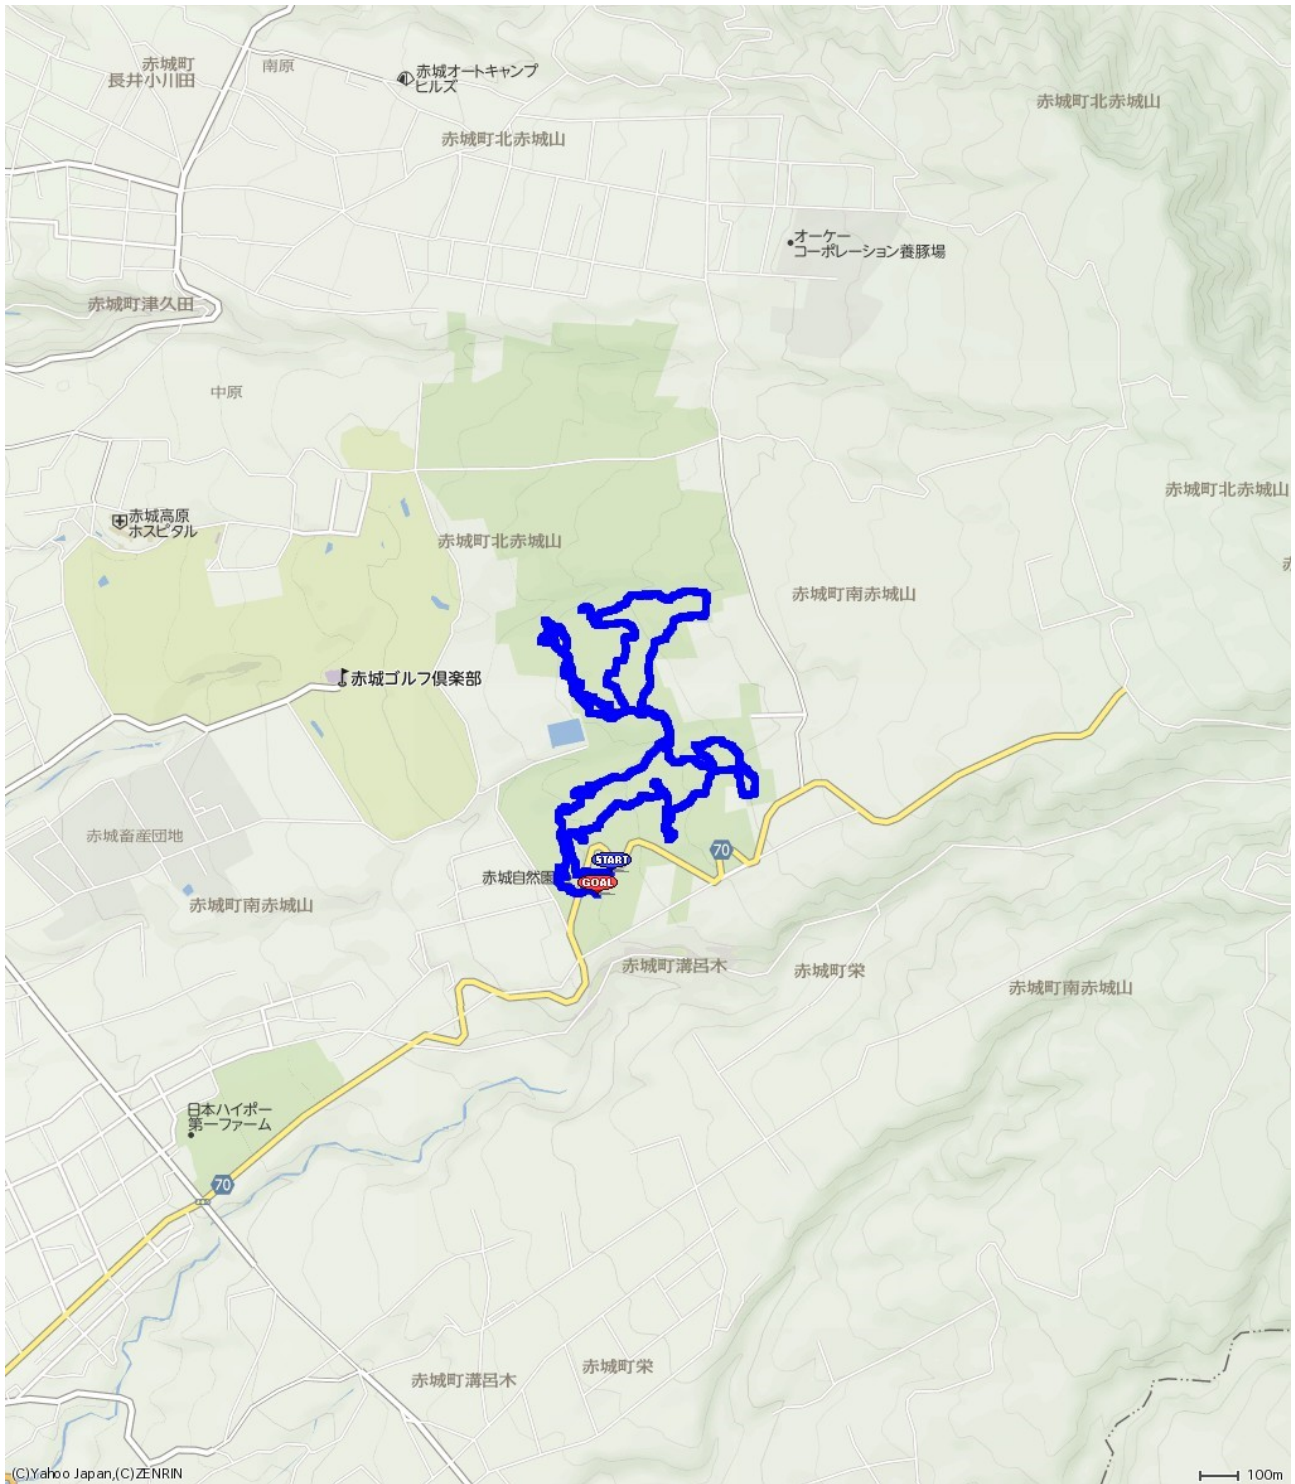 赤城町
長井小川田
南原
赤城オートキャンプ
ヒルズ
赤城町北赤城山
赤城町北赤城山
オーケー
コーポレーション養豚場
赤城町津久田
中原
赤城高原
ホスピタル
赤城町北赤城山
赤城町北赤城山
赤城町南赤城山
赤城ゴルフ倶楽部
赤城畜産団地
70
START
赤城自然園
GOAL
赤城町南赤城山
赤城町溝呂木
赤城町栄
赤城町南赤城山
日本ハイポー
第一ファーム
70
赤城町溝呂木
赤城町栄
(C)Yahoo Japan,(C)ZENRIN
100m